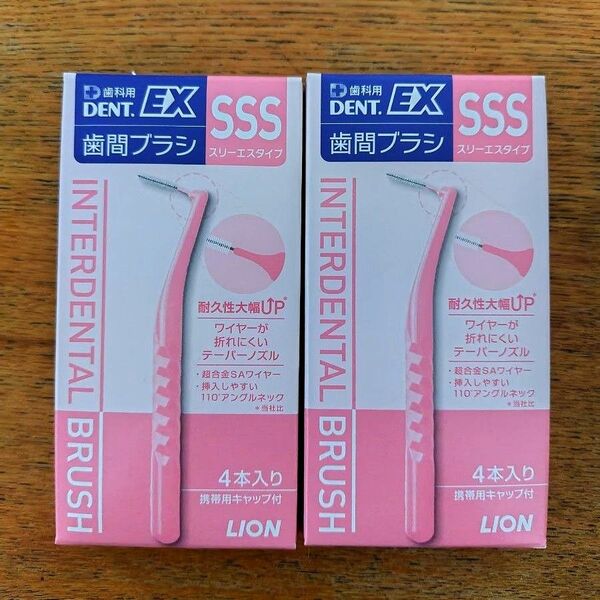 歯科用
DENT. EX
歯間ブラシ
SSS
スリーエスタイプ
INTERDENTAL BRUSH
耐久性大幅UP*
ワイヤーが
折れにくい
テーパーノズル
・超合金SAワイヤー
・挿入しやすい
110°アングルネック
*当社比
4本入り
携帯用キャップ付
LION
歯科用
DENT. EX
歯間ブラシ
SSS
スリーエスタイプ
INTERDENTAL BRUSH
耐久性大幅UP*
ワイヤーが
折れにくい
テーパーノズル
・超合金SAワイヤー
・挿入しやすい
110°アングルネック
*当社比
4本入り
携帯用キャップ付
LION